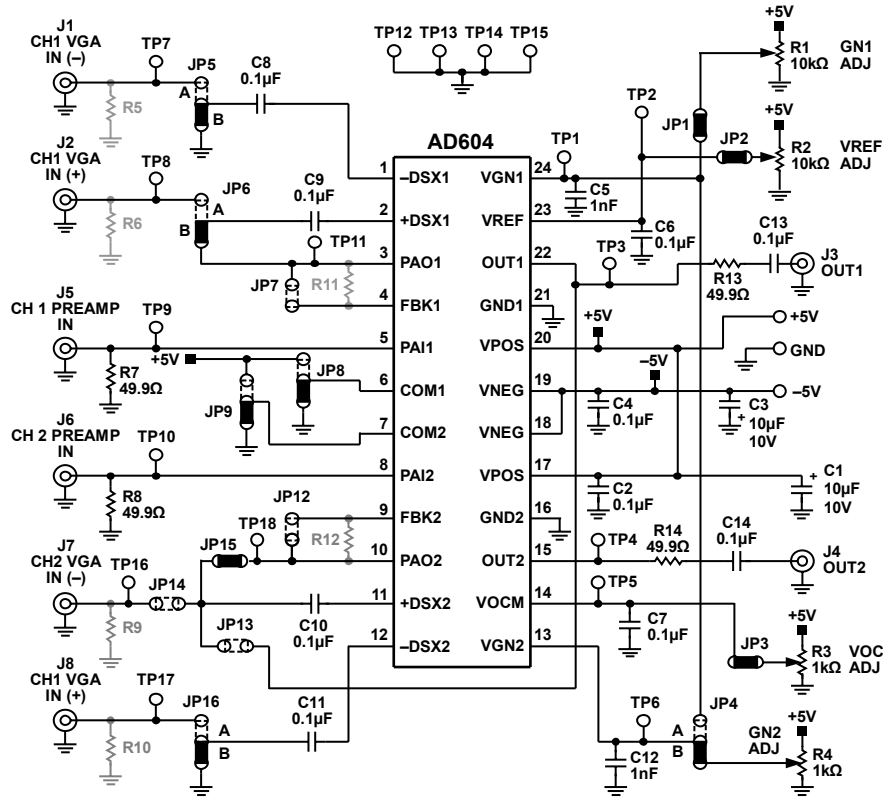 J1
CH1 VGA
IN (–)
TP7
JP5
A
B
C8
0.1µF
R5
TP12
TP13
TP14
TP15
+5V
R1
10kΩ
GN1
ADJ
J2
CH1 VGA
IN (+)
TP8
JP6
A
B
C9
0.1µF
R6
TP11
JP7
R11
AD604
TP1
TP2
JP1
JP2
+5V
R2
10kΩ
VREF
ADJ
1
–DSX1
2
+DSX1
3
PAO1
4
FBK1
5
PAI1
6
COM1
7
COM2
8
PAI2
9
FBK2
10
PAO2
11
+DSX2
12
–DSX2
VGN1
24
VREF
23
OUT1
22
GND1
21
VPOS
20
VNEG
19
VNEG
18
VPOS
17
GND2
16
OUT2
15
VOCM
14
VGN2
13
C5
1nF
C6
0.1µF
TP3
R13
49.9Ω
C13
0.1µF
J3
OUT1
J5
CH 1 PREAMP
IN
TP9
R7
49.9Ω
+5V
JP8
JP9
+5V
+5V
GND
–5V
–5V
C4
0.1µF
C3
+
10µF
10V
J6
CH 2 PREAMP
IN
TP10
R8
49.9Ω
C2
0.1µF
C1
+
10µF
10V
JP12
R12
TP18
JP15
J7
CH2 VGA
IN (–)
TP16
JP14
R9
JP13
C10
0.1µF
TP4
R14
49.9Ω
C14
0.1µF
J4
OUT2
TP5
C7
0.1µF
JP3
+5V
R3
1kΩ
VOC
ADJ
J8
CH1 VGA
IN (+)
TP17
JP16
A
B
R10
C11
0.1µF
TP6
JP4
A
B
C12
1nF
GN2
ADJ
+5V
R4
1kΩ